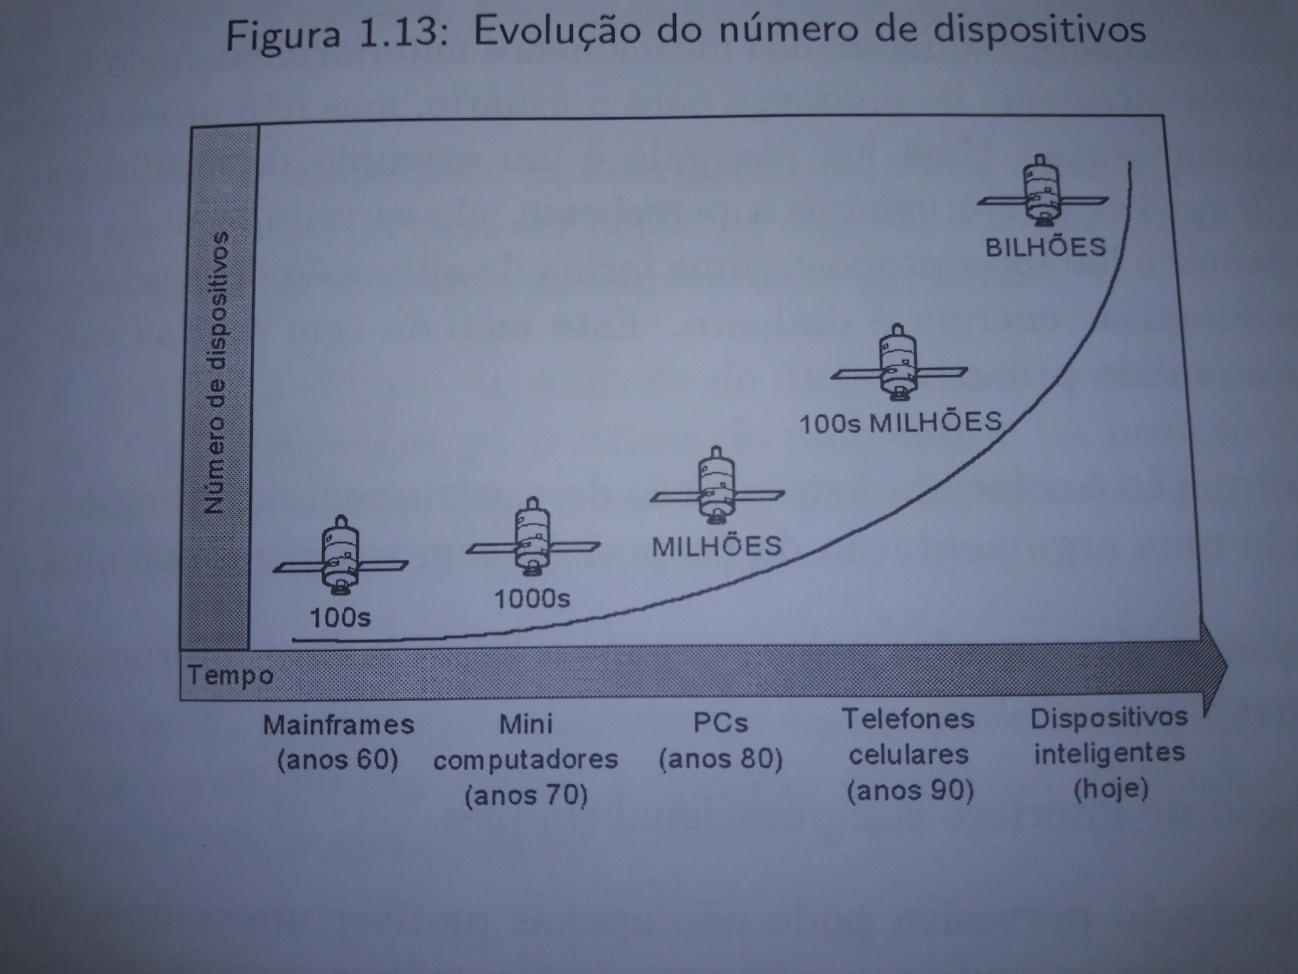 Figura 1.13: Evolução do número de dispositivos
Número de dispositivos
BILHÕES
100s MILHÕES
MILHÕES
1000s
100s
Tempo
Mainframes
(anos 60)
Mini
computadores
(anos 70)
PCs
(anos 80)
Telefones
celulares
(anos 90)
Dispositivos
inteligentes
(hoje)